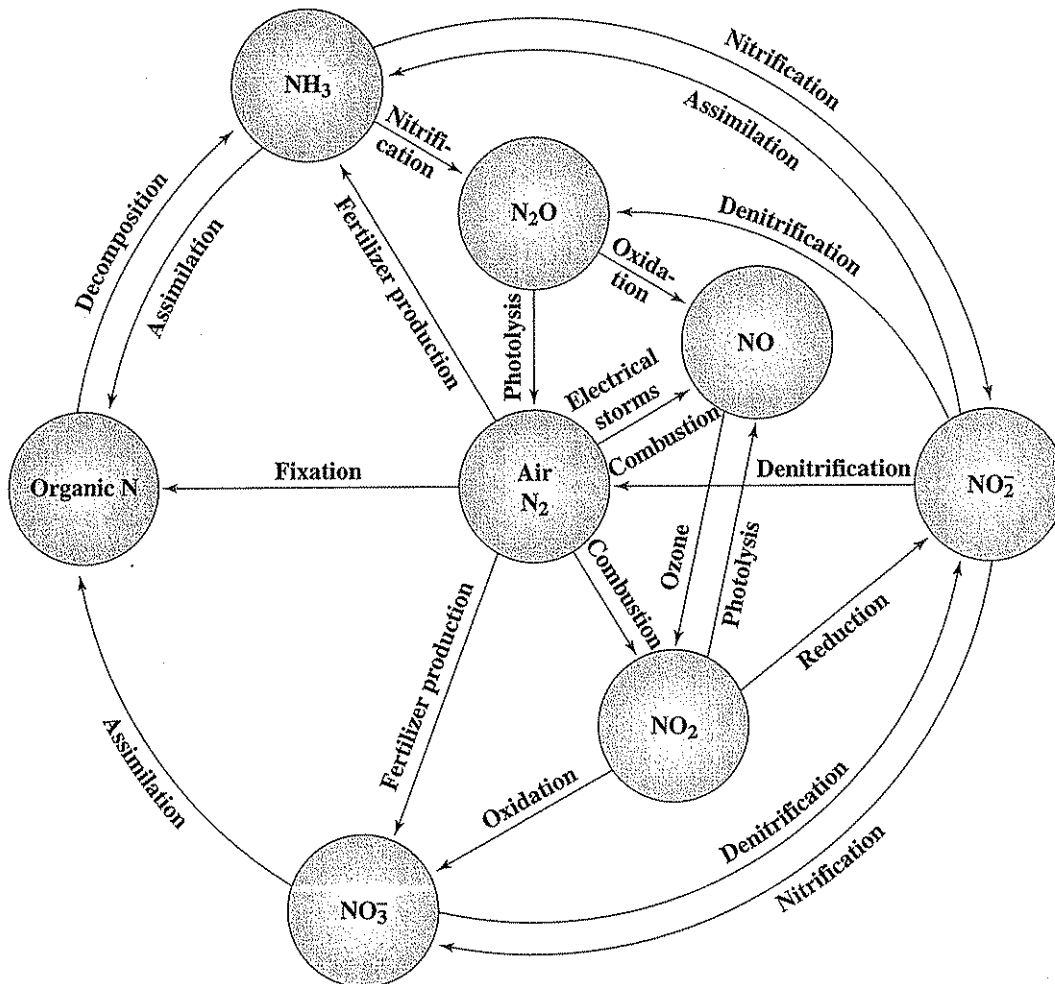 NH₃
Nitrification
Assimilation
Nitrifi-
cation
N₂O
Denitrification
Decomposition
Assimilation
Fertilizer production
Oxida-
tion
Photolysis
NO
Electrical
storms
Combustion
Organic N
Fixation
Air
N₂
Denitrification
NO₂⁻
Combustion
Ozone
Photolysis
Reduction
Fertilizer production
NO₂
Assimilation
Oxidation
Denitrification
Nitrification
NO₃⁻